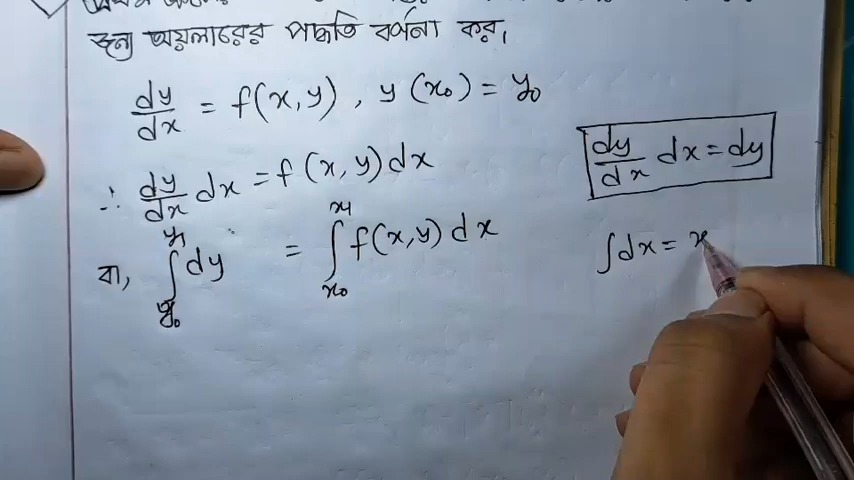 জন্য অয়লারের পদ্ধতি বর্ণনা কর।
dy/dx = f(x, y), y(x₀) = y₀
∴ dy/dx dx = f(x, y) dx
বা, ∫_{y₀}^{y₁} dy = ∫_{x₀}^{x₁} f(x, y) dx
dy/dx dx = dy
∫dx = x